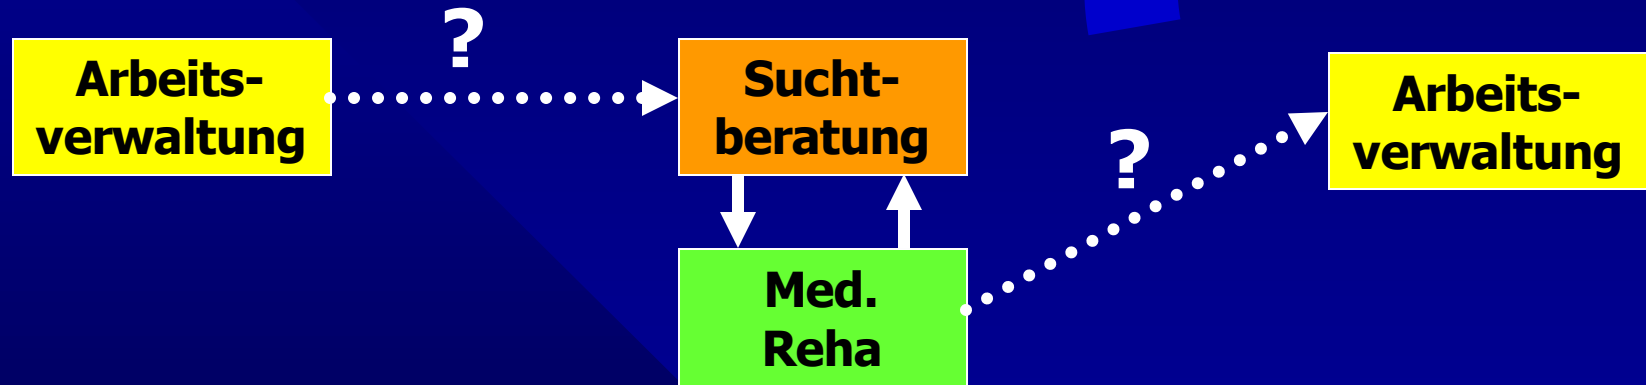 ?
Arbeits-
verwaltung
Sucht-
beratung
Arbeits-
verwaltung
?
Med.
Reha